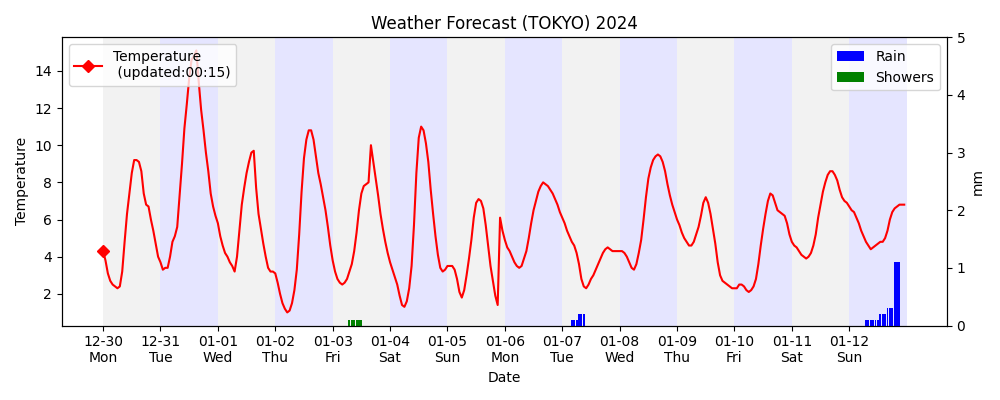 Weather Forecast (TOKYO) 2024
Temperature
(updated:00:15)
Rain
Showers
Temperature
14
12
10
8
6
4
2
5
4
3
2
1
0
mm
12-30 12-31 01-01 01-02 01-03 01-04 01-05 01-06 01-07 01-08 01-09 01-10 01-11 01-12
Mon Tue Wed Thu Fri Sat Sun Mon Tue Wed Thu Fri Sat Sun
Date